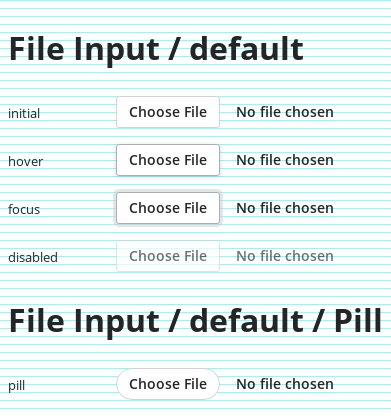 File Input / default
initial Choose File No file chosen
hover Choose File No file chosen
focus Choose File No file chosen
disabled Choose File No file chosen
File Input / default / Pill
pill Choose File No file chosen